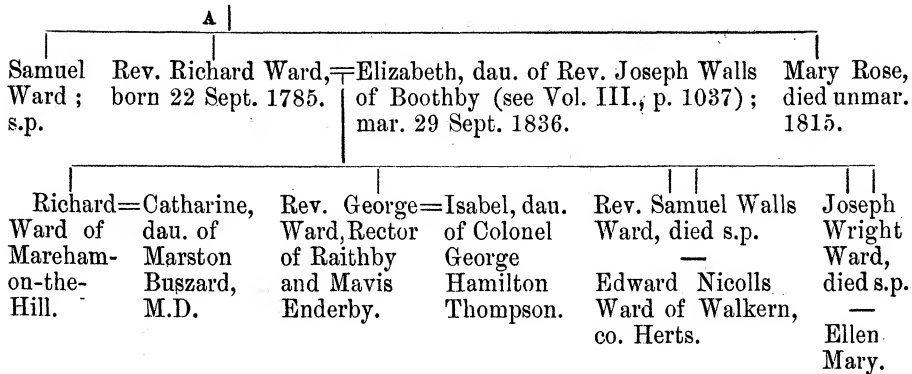 A
Samuel
Ward ;
s.p.
Rev. Richard Ward,
born 22 Sept. 1785.
Elizabeth, dau. of Rev. Joseph Walls
of Boothby (see Vol. III., p. 1037) ;
mar. 29 Sept. 1836.
Mary Rose,
died unmar.
1815.
Richard=
Ward of
Mareham-
on-the-
Hill.
Catharine,
dau. of
Marston
Buszard,
M.D.
Rev. George=
Ward, Rector
of Raithby
and Mavis
Enderby.
Isabel, dau.
of Colonel
George
Hamilton
Thompson.
Rev. Samuel Walls
Ward, died s.p.
—
Edward Nicolls
Ward of Walkern,
co. Herts.
Joseph
Wright
Ward,
died s.p.
—
Ellen
Mary.